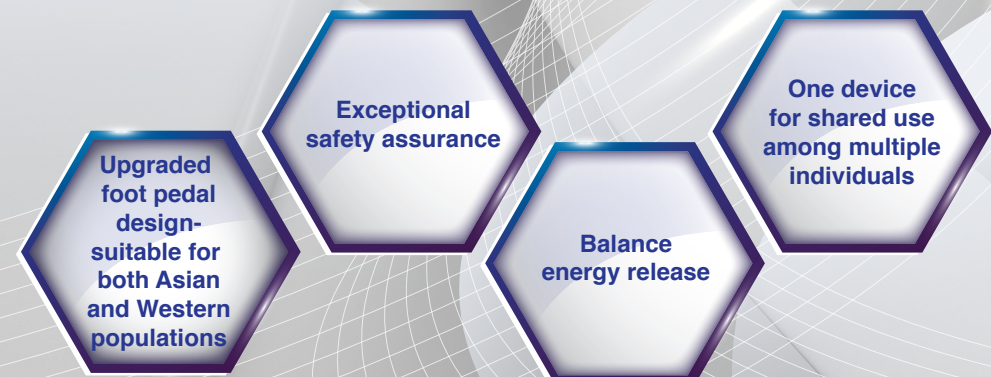 Upgraded
foot pedal
design-
suitable for
both Asian
and Western
populations
Exceptional
safety assurance
Balance
energy release
One device
for shared use
among multiple
individuals